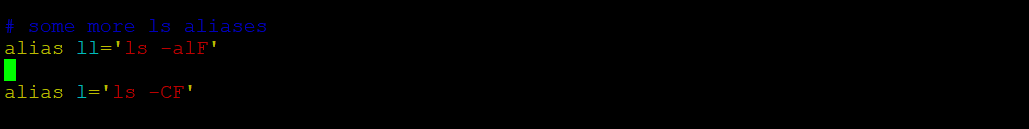 # some more ls aliases
alias ll='ls -alF'
alias l='ls -CF'